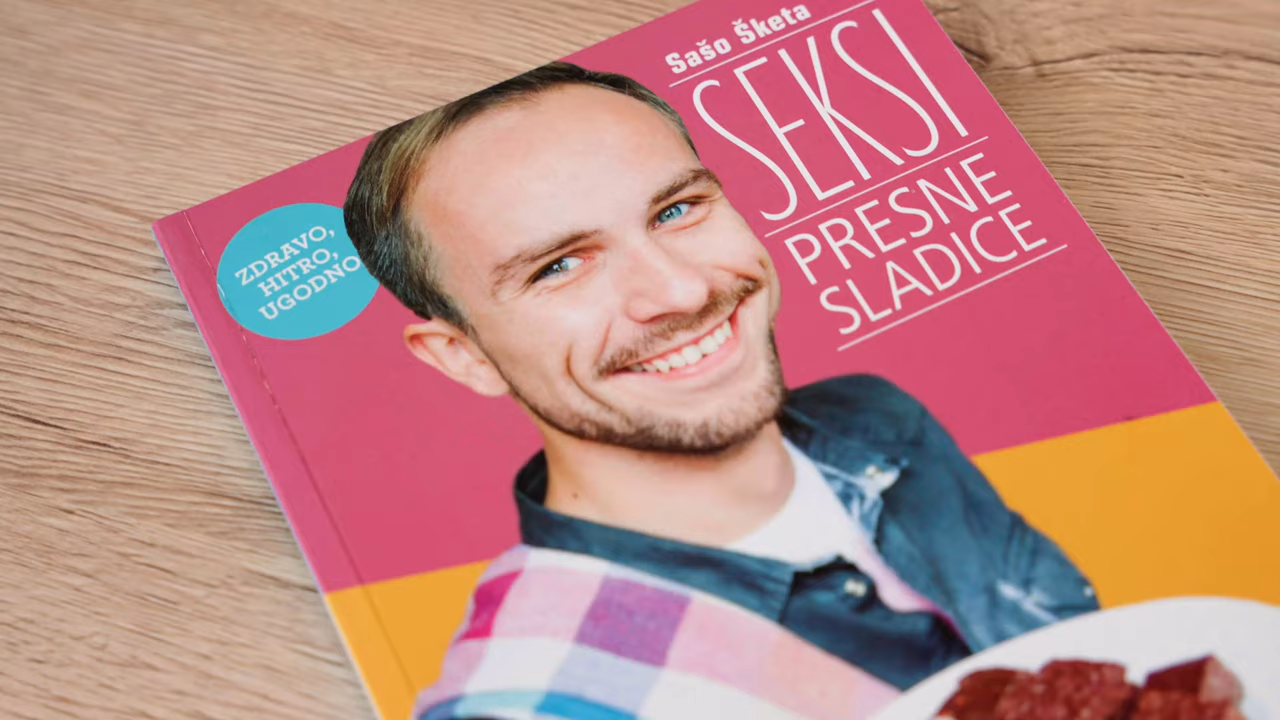 Sašo Šketa
SEKSI
PRESNE
SLADICE
ZDRAVO,
HITRO,
UGODNO